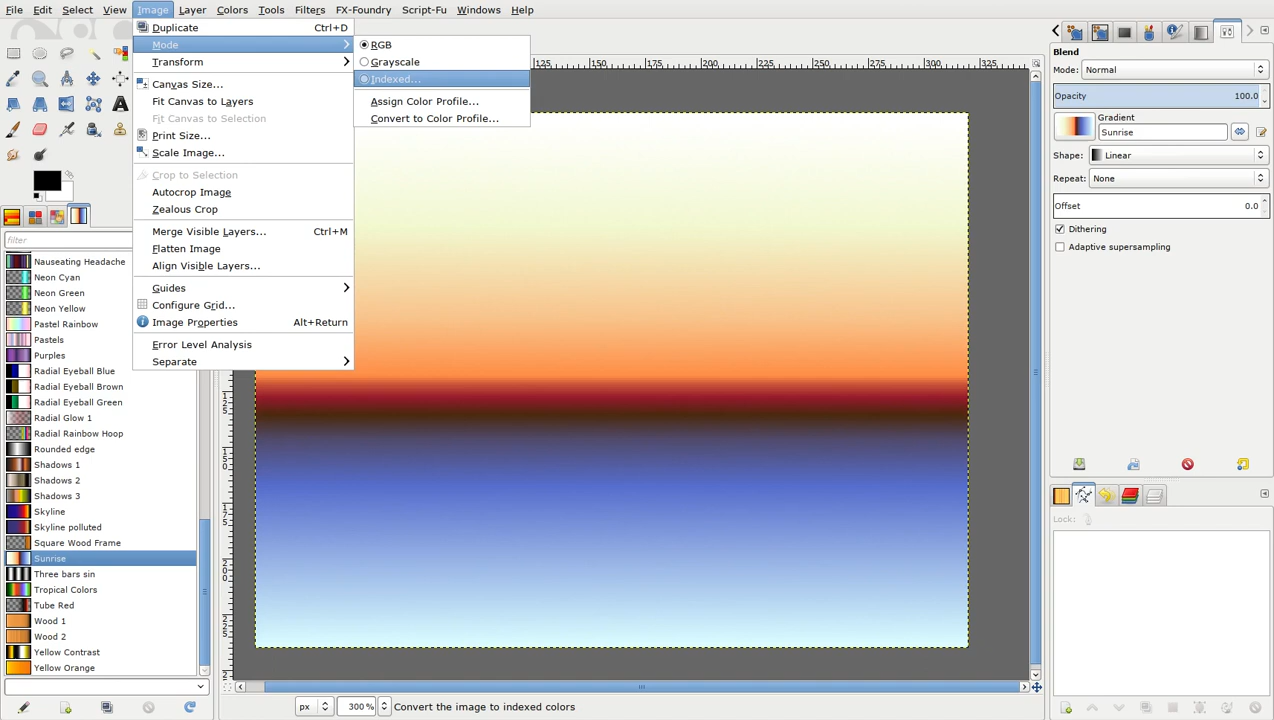 File Edit Select View Image Layer Colors Tools Filters FX-Foundry Script-Fu Windows Help
Duplicate Ctrl+D
Mode
Transform
Canvas Size...
Fit Canvas to Layers
Fit Canvas to Selection
Print Size...
Scale Image...
Crop to Selection
Autocrop Image
Zealous Crop
Merge Visible Layers... Ctrl+M
Flatten Image
Align Visible Layers...
Guides
Configure Grid...
Image Properties Alt+Return
Error Level Analysis
Separate
RGB
Grayscale
Indexed...
Assign Color Profile...
Convert to Color Profile...
125 150 175 200 225 250 275 300 325
filter
Nauseating Headache
Neon Cyan
Neon Green
Neon Yellow
Pastel Rainbow
Pastels
Purples
Radial Eyeball Blue
Radial Eyeball Brown
Radial Eyeball Green
Radial Glow 1
Radial Rainbow Hoop
Rounded edge
Shadows 1
Shadows 2
Shadows 3
Skyline
Skyline polluted
Square Wood Frame
Sunrise
Three bars sin
Tropical Colors
Tube Red
Wood 1
Wood 2
Yellow Contrast
Yellow Orange
125
150
175
200
225
2
px 300 % Convert the image to indexed colors
Blend
Mode: Normal
Opacity 100.0
Gradient
Sunrise
Shape: Linear
Repeat: None
Offset 0.0
Dithering
Adaptive supersampling
Lock: